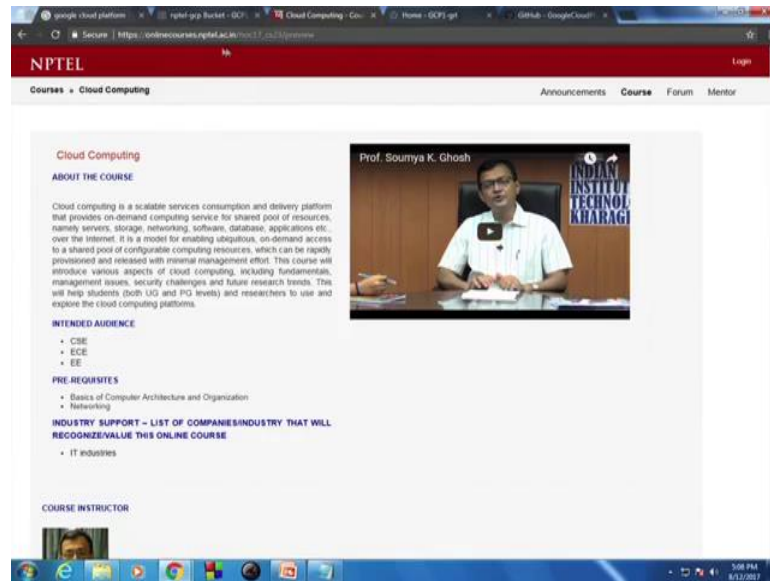 google cloud platform
nptel-gcp Bucket - GCP
Cloud Computing - Cou
Home - GCP1-prt
GitHub - GoogleCloudP
Secure | https://onlinecourses.nptel.ac.in/noc17_cs23/preview
NPTEL
Login
Courses » Cloud Computing
Announcements Course Forum Mentor
Cloud Computing
ABOUT THE COURSE
Cloud computing is a scalable services consumption and delivery platform
that provides on-demand computing service for shared pool of resources,
namely servers, storage, networking, software, database, applications etc.,
over the Internet. It is a model for enabling ubiquitous, on-demand access
to a shared pool of configurable computing resources, which can be rapidly
provisioned and released with minimal management effort. This course will
introduce various aspects of cloud computing, including fundamentals,
management issues, security challenges and future research trends. This
will help students (both UG and PG levels) and researchers to use and
explore the cloud computing platforms.
INTENDED AUDIENCE
CSE
ECE
EE
PRE-REQUISITES
Basics of Computer Architecture and Organization
Networking
INDUSTRY SUPPORT – LIST OF COMPANIES/INDUSTRY THAT WILL
RECOGNIZE/VALUE THIS ONLINE COURSE
IT industries
COURSE INSTRUCTOR
Prof. Soumya K. Ghosh
INDIAN
INSTITUT
TECHNOL
KHARAG
5:08 PM
8/12/2017